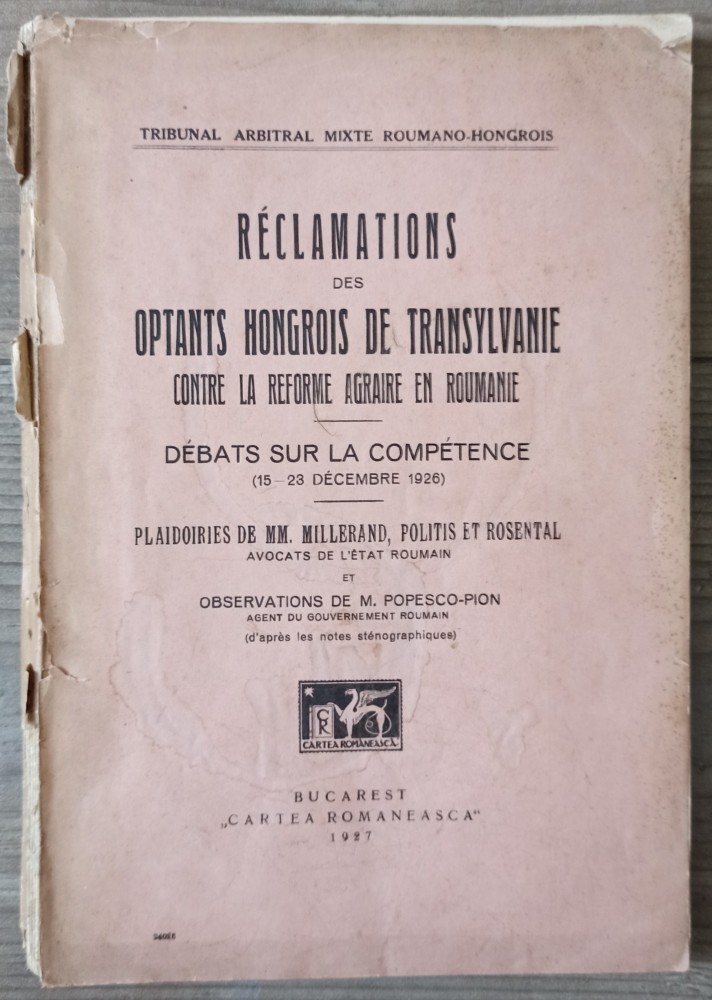 TRIBUNAL ARBITRAL MIXTE ROUMANO-HONGROIS
RÉCLAMATIONS
DES
OPTANTS HONGROIS DE TRANSYLVANIE
CONTRE LA REFORME AGRAIRE EN ROUMANIE
DÉBATS SUR LA COMPÉTENCE
(15—23 DÉCEMBRE 1926)
PLAIDOIRIES DE MM. MILLERAND, POLITIS ET ROSENTAL
AVOCATS DE L'ÉTAT ROUMAIN
ET
OBSERVATIONS DE M. POPESCO-PION
AGENT DU GOUVERNEMENT ROUMAIN
(d'après les notes sténographiques)
CR
CARTEA ROMÂNEASCĂ
BUCAREST
„CARTEA ROMANEASCA“
1927